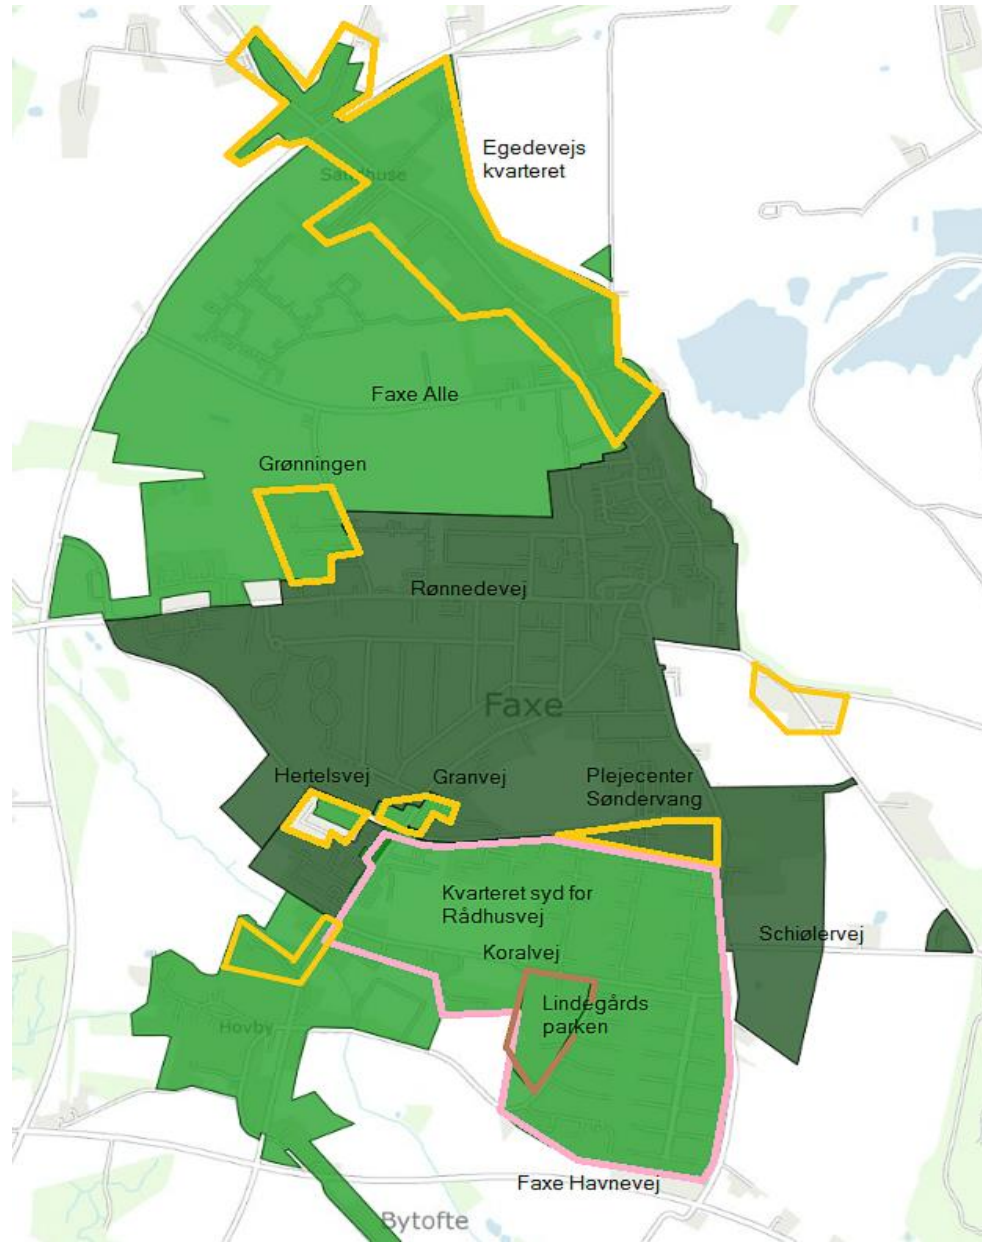 Egedevejs
kvarteret
Sandhuse
Faxe Alle
Grønningen
Rønnedevej
Faxe
Hertelsvej
Granvej
Plejecenter
Søndervang
Kvarteret syd for
Rådhusvej
Schiølervej
Koralvej
Lindegårds
parken
Hovby
Faxe Havnevej
Bytofte